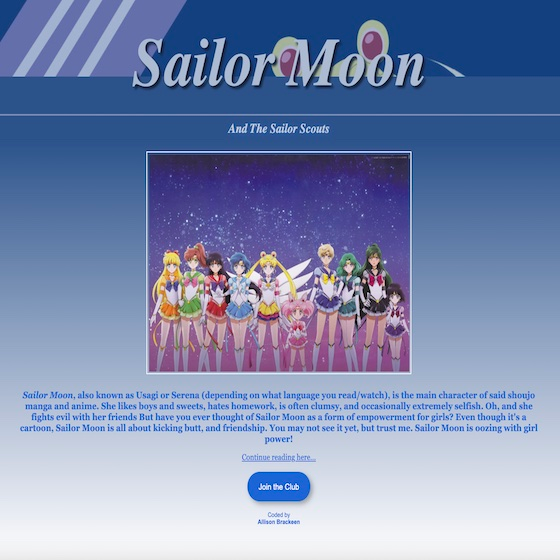 Sailor Moon
And The Sailor Scouts
Sailor Moon, also known as Usagi or Serena (depending on what language you read/watch), is the main character of said shoujo
manga and anime. She likes boys and sweets, hates homework, is often clumsy, and occasionally extremely selfish. Oh, and she
fights evil with her friends But have you ever thought of Sailor Moon as a form of empowerment for girls? Even though it's a
cartoon, Sailor Moon is all about kicking butt, and friendship. You may not see it yet, but trust me. Sailor Moon is oozing with girl
power!
Continue reading here...
Join the Club
Coded by
Allison Brackeen